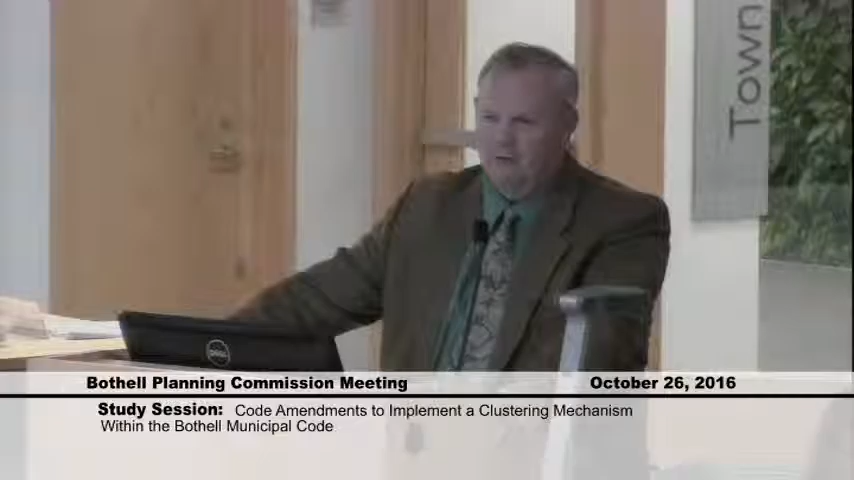 Town
DELL
Bothell Planning Commission Meeting October 26, 2016
Study Session: Code Amendments to Implement a Clustering Mechanism
Within the Bothell Municipal Code